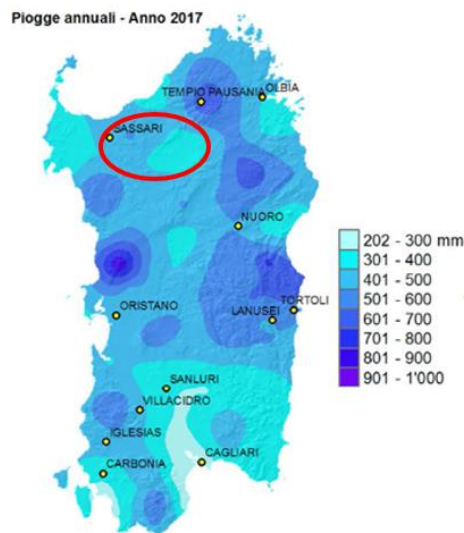 Piogge annuali - Anno 2017
TEMPIO PAUSANIA
OLBIA
SASSARI
NUORO
ORISTANO
LANUSEI
TORTOLI
SANLURI
VILLACIDRO
IGLESIAS
CARBONIA
CAGLIARI
202 - 300 mm
301 - 400
401 - 500
501 - 600
601 - 700
701 - 800
801 - 900
901 - 1'000